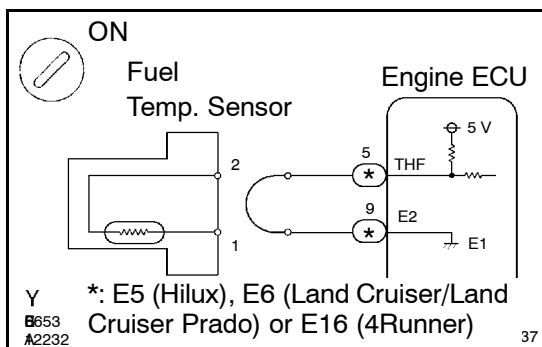 ON
Fuel
Temp. Sensor
Engine ECU
5 V
2
5
THF
*
9
E2
*
1
E1
Y
*: E5 (Hilux), E6 (Land Cruiser/Land
Cruiser Prado) or E16 (4Runner)
37